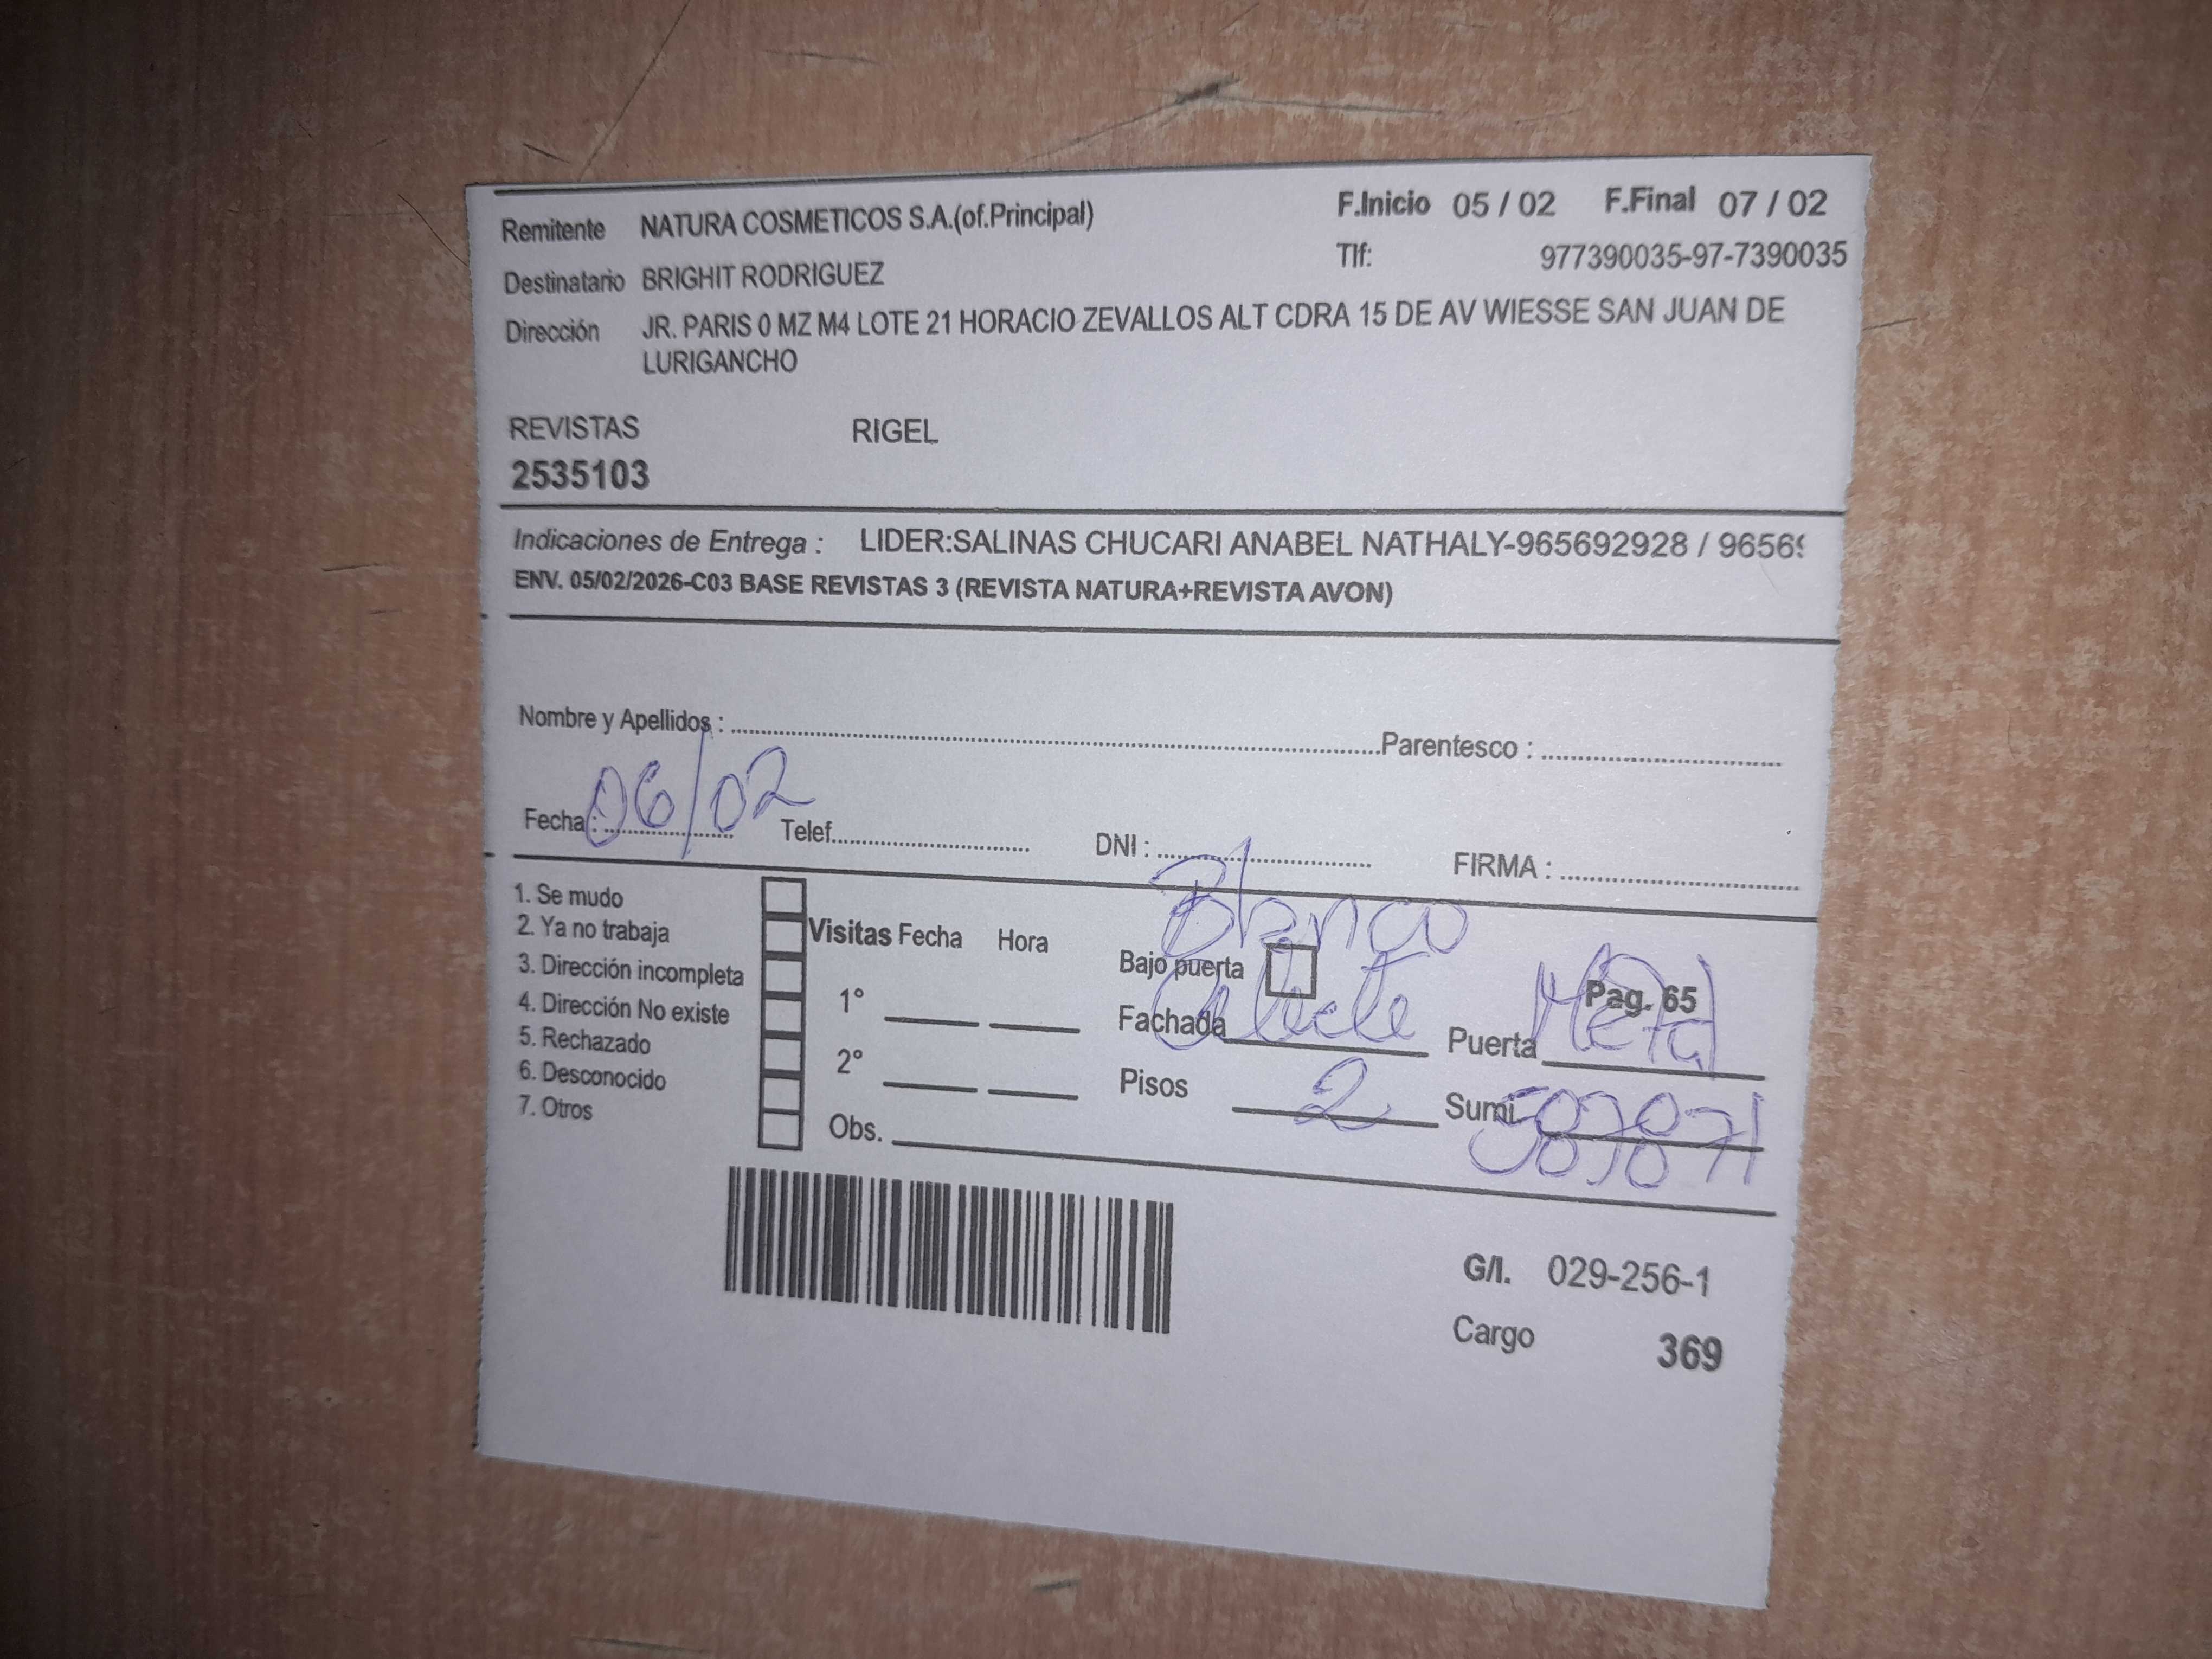 Remitente NATURA COSMETICOS S.A.(of.Principal) F.Inicio 05 / 02 F.Final 07 / 02
Tlf: 977390035-97-7390035
Destinatario BRIGHIT RODRIGUEZ
Dirección JR. PARIS 0 MZ M4 LOTE 21 HORACIO ZEVALLOS ALT CDRA 15 DE AV WIESSE SAN JUAN DE
LURIGANCHO
REVISTAS RIGEL
2535103
Indicaciones de Entrega : LIDER:SALINAS CHUCARI ANABEL NATHALY-965692928 / 9656
ENV. 05/02/2026-C03 BASE REVISTAS 3 (REVISTA NATURA+REVISTA AVON)
Nombre y Apellidos : Parentesco :
Fecha : 06/02 Telef. DNI : FIRMA :
1. Se mudo
2. Ya no trabaja
3. Dirección incompleta
4. Dirección No existe
5. Rechazado
6. Desconocido
7. Otros
Visitas Fecha Hora
1°
2°
Obs.
Blanco
Bajo puerta
Pag. 65
Fachada Celeste Puerta Metal
Pisos 2 Sumi 587871
G/I. 029-256-1
Cargo 369